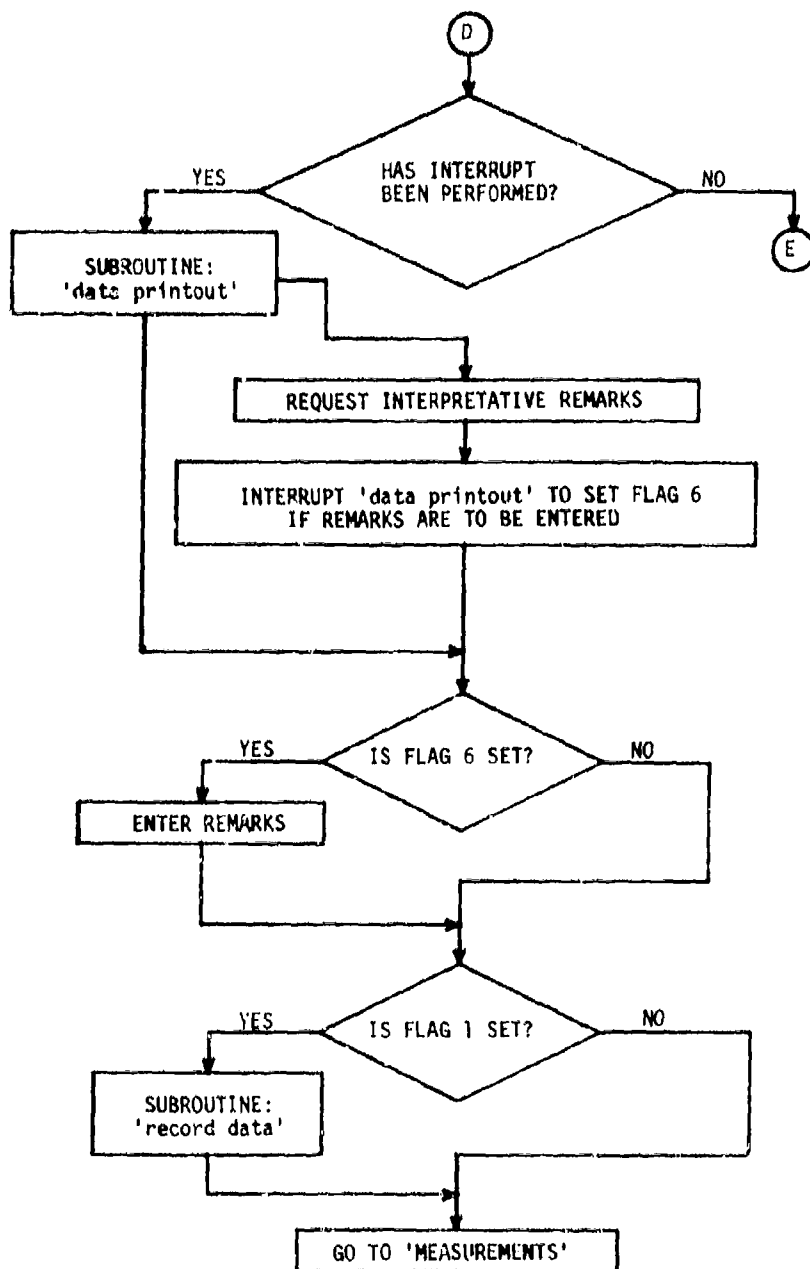 D
HAS INTERRUPT
BEEN PERFORMED?
YES
NO
E
SUBROUTINE:
'data printout'
REQUEST INTERPRETATIVE REMARKS
INTERRUPT 'data printout' TO SET FLAG 6
IF REMARKS ARE TO BE ENTERED
IS FLAG 6 SET?
YES
NO
ENTER REMARKS
IS FLAG 1 SET?
YES
NO
SUBROUTINE:
'record data'
GO TO 'MEASUREMENTS'